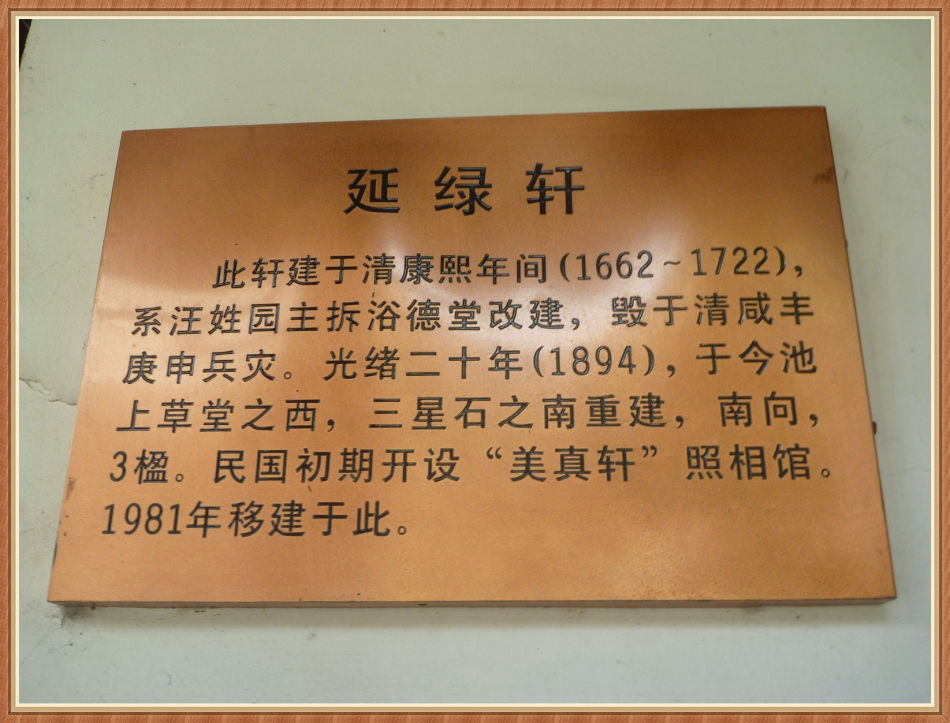 延绿轩
此轩建于清康熙年间(1662~1722),
系汪姓园主拆浴德堂改建，毁于清咸丰
庚申兵灾。光绪二十年(1894)，于今池
上草堂之西，三星石之南重建，南向，
3楹。民国初期开设“美真轩”照相馆。
1981年移建于此。